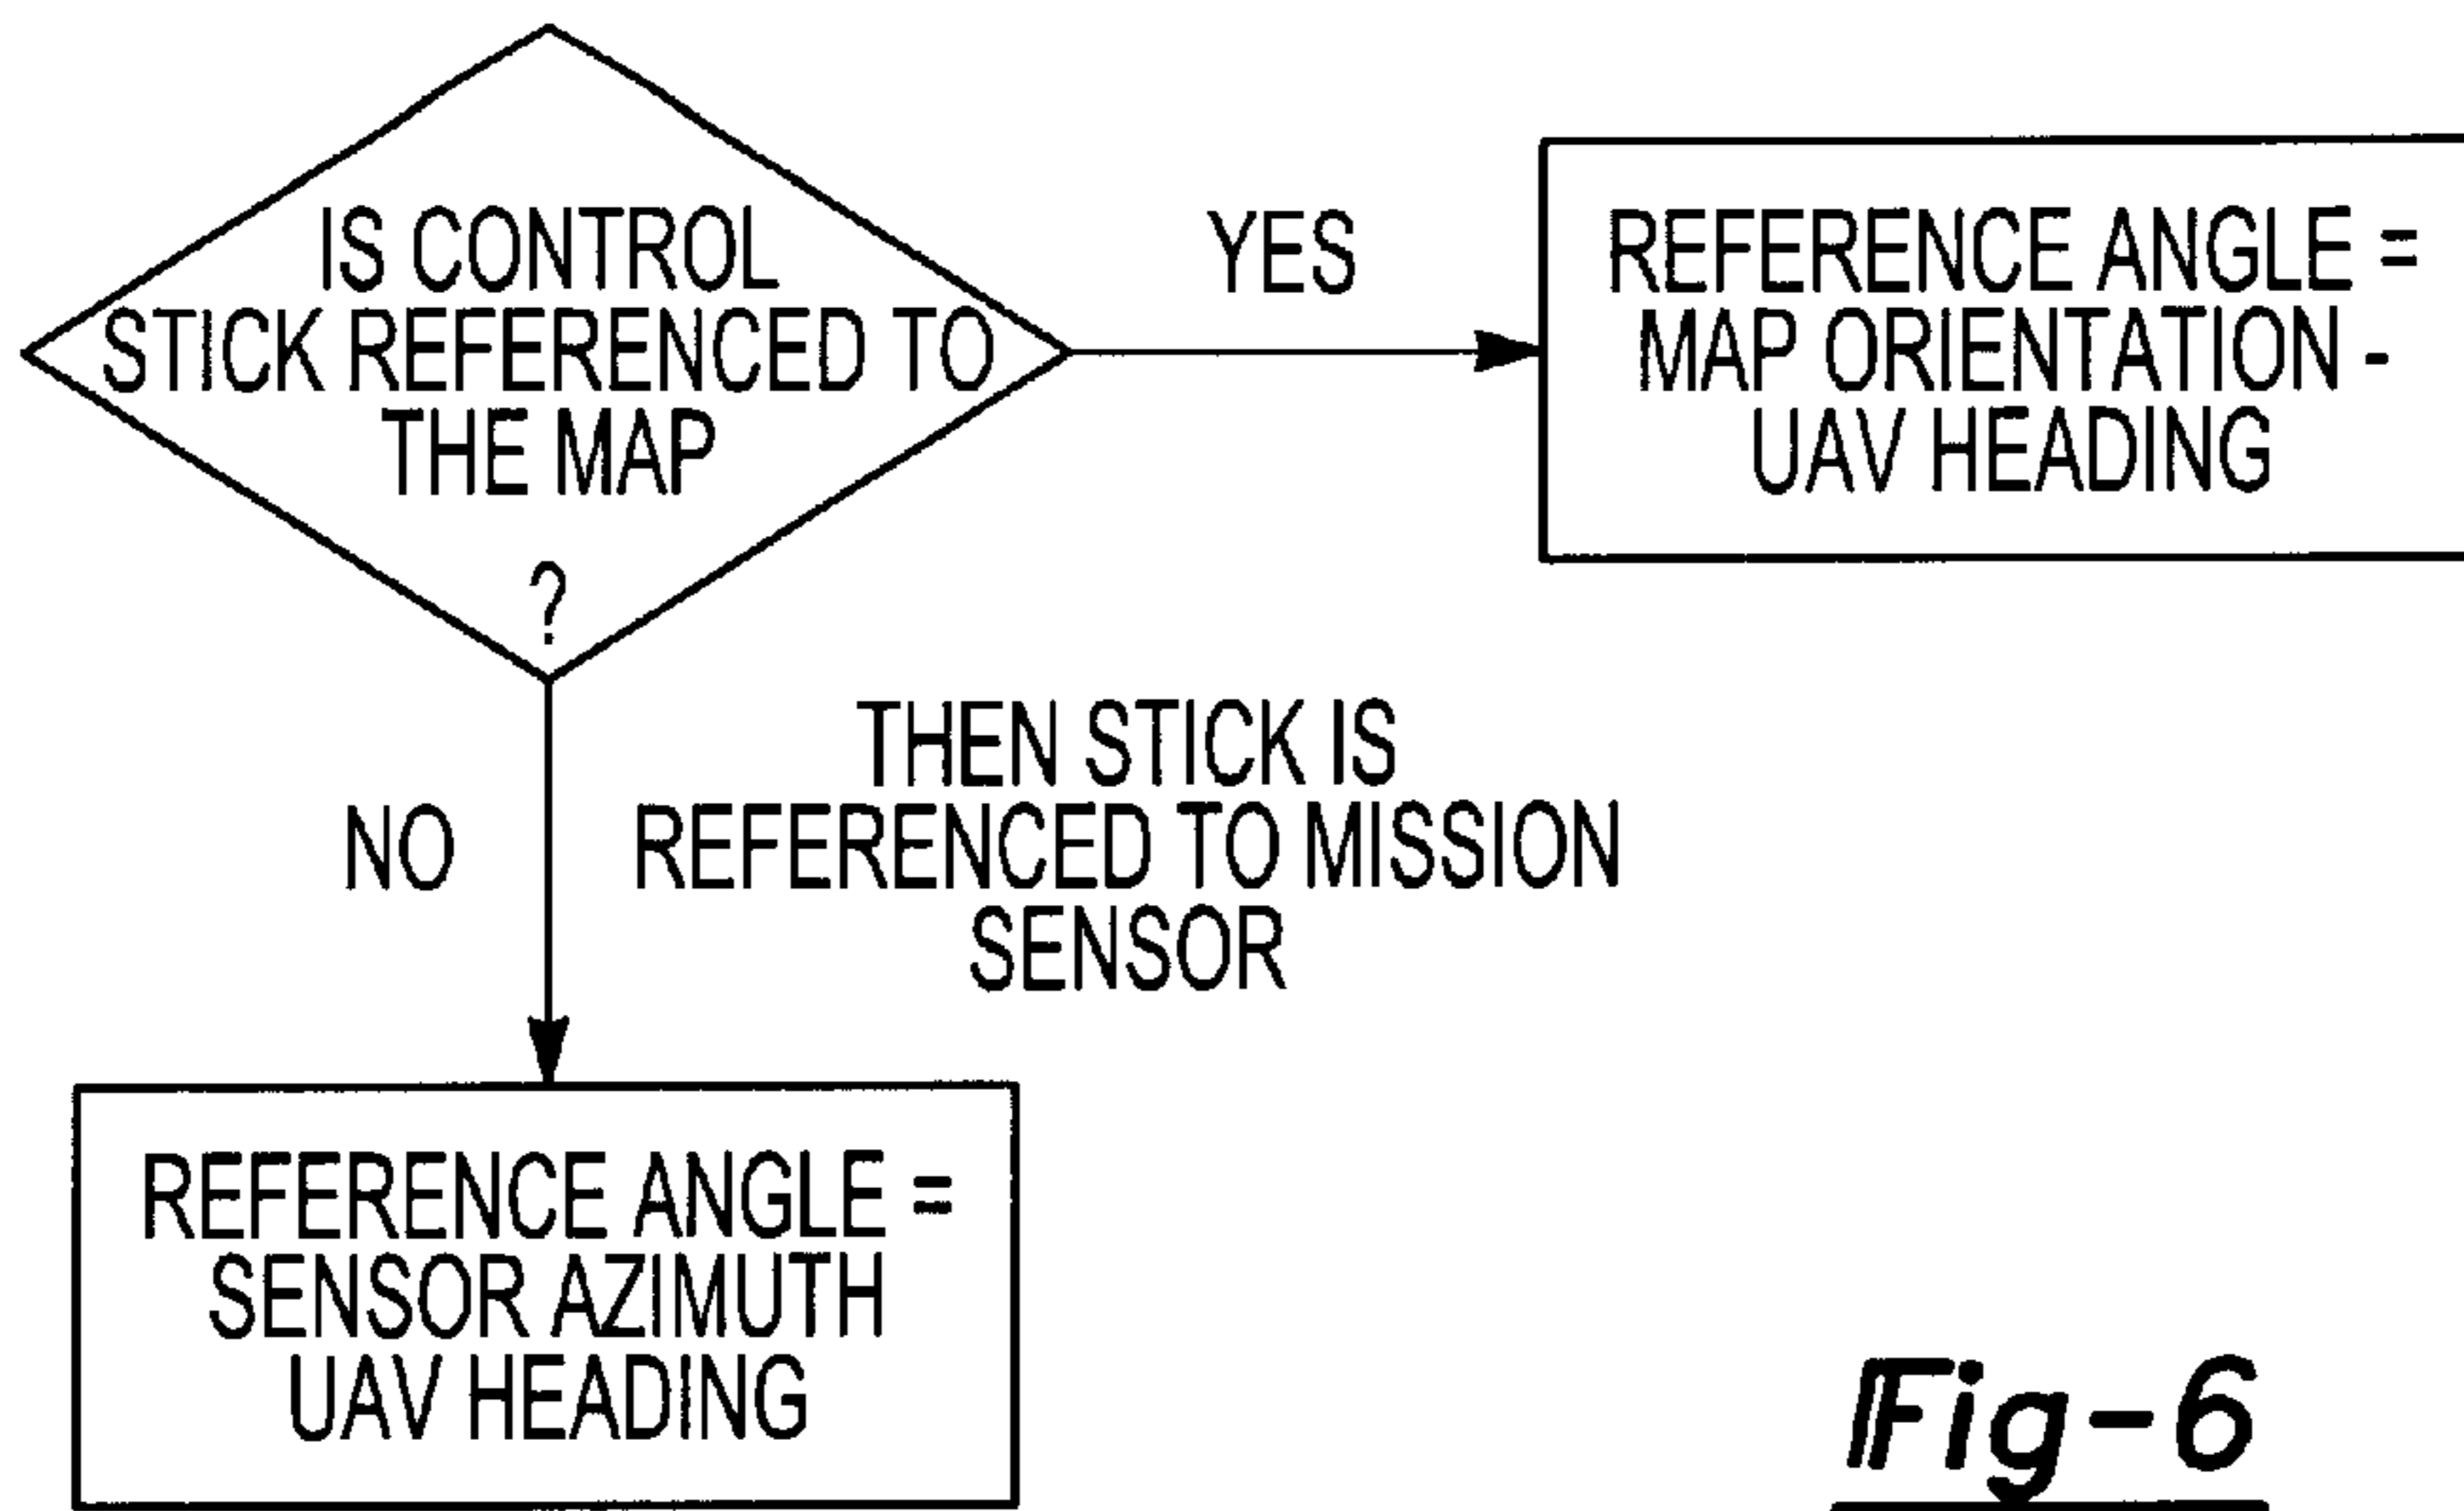 IS CONTROL
STICK REFERENCED TO
THE MAP
?
YES
REFERENCE ANGLE =
MAP ORIENTATION -
UAV HEADING
NO
THEN STICK IS
REFERENCED TO MISSION
SENSOR
REFERENCE ANGLE =
SENSOR AZIMUTH
UAV HEADING
Fig-6